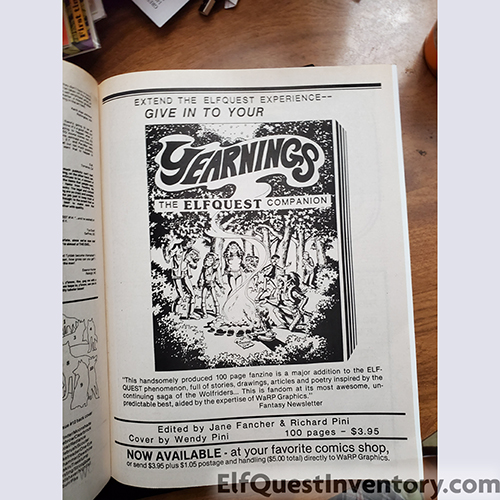 EXTEND THE ELFQUEST EXPERIENCE--
GIVE IN TO YOUR
YEARNINGS
THE ELFQUEST COMPANION
"This handsomely produced 100 page fanzine is a major addition to the ELF-
QUEST phenomenon, full of stories, drawings, articles and poetry inspired by the
continuing saga of the Wolfriders... This is fandom at its most awesome, un-
predictable best, aided by the expertise of WaRP Graphics."
Fantasy Newsletter
Edited by Jane Fancher & Richard Pini
Cover by Wendy Pini 100 pages - $3.95
NOW AVAILABLE - at your favorite comics shop,
or send $3.95 plus $1.05 postage and handling ($5.00 total) directly to WaRP Graphics.
ElfQuestInventory.com